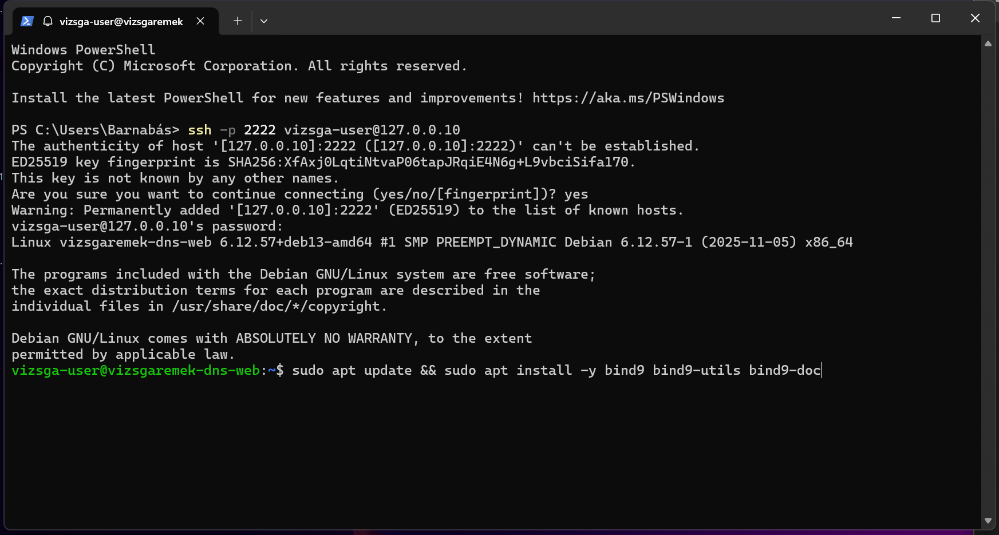 vizsga-user@vizsgaremek
Windows PowerShell
Copyright (C) Microsoft Corporation. All rights reserved.
Install the latest PowerShell for new features and improvements! https://aka.ms/PSWindows
PS C:\Users\Barnabás> ssh -p 2222 vizsga-user@127.0.0.10
The authenticity of host '[127.0.0.10]:2222 ([127.0.0.10]:2222)' can't be established.
ED25519 key fingerprint is SHA256:XfAxj0LqtiNtvaP06tapJRqiE4N6g+L9vbciSifa170.
This key is not known by any other names.
Are you sure you want to continue connecting (yes/no/[fingerprint])? yes
Warning: Permanently added '[127.0.0.10]:2222' (ED25519) to the list of known hosts.
vizsga-user@127.0.0.10's password:
Linux vizsgaremek-dns-web 6.12.57+deb13-amd64 #1 SMP PREEMPT_DYNAMIC Debian 6.12.57-1 (2025-11-05) x86_64
The programs included with the Debian GNU/Linux system are free software;
the exact distribution terms for each program are described in the
individual files in /usr/share/doc/*/copyright.
Debian GNU/Linux comes with ABSOLUTELY NO WARRANTY, to the extent
permitted by applicable law.
vizsga-user@vizsgaremek-dns-web:~$ sudo apt update && sudo apt install -y bind9 bind9-utils bind9-doc